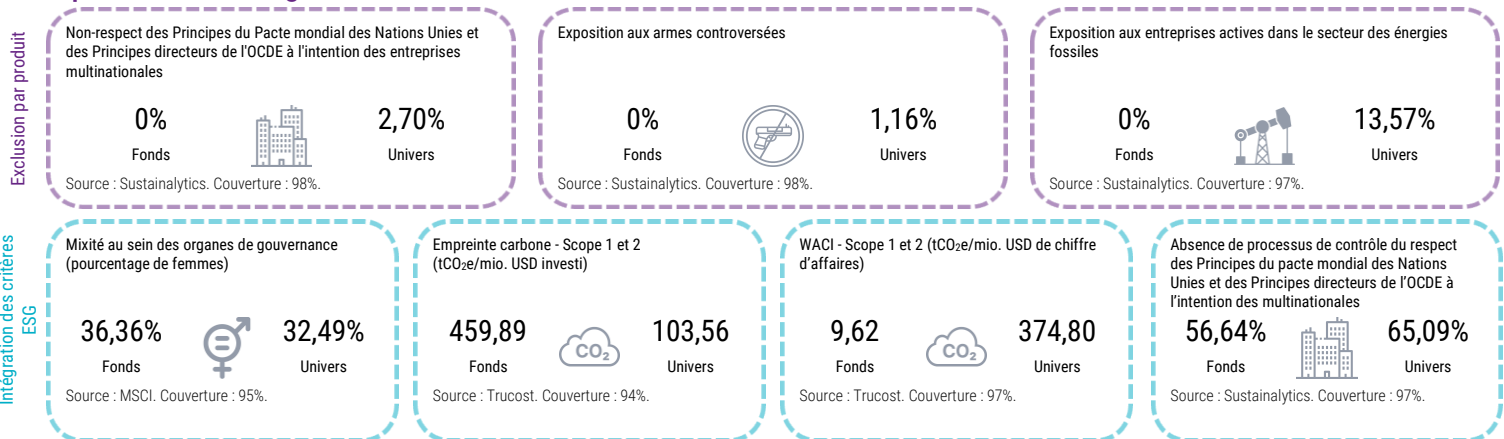 Exclusion par produit
Non-respect des Principes du Pacte mondial des Nations Unies et
des Principes directeurs de l'OCDE à l'intention des entreprises
multinationales
0%
2,70%
Fonds
Univers
Source : Sustainalytics. Couverture : 98%.
Exposition aux armes controversées
0%
1,16%
Fonds
Univers
Source : Sustainalytics. Couverture : 98%.
Exposition aux entreprises actives dans le secteur des énergies
fossiles
0%
13,57%
Fonds
Univers
Source : Sustainalytics. Couverture : 97%.
Intégration des critères
ESG
Mixité au sein des organes de gouvernance
(pourcentage de femmes)
36,36%
32,49%
Fonds
Univers
Source : MSCI. Couverture : 95%.
Empreinte carbone - Scope 1 et 2
(tCO₂e/mio. USD investi)
459,89
CO₂
103,56
Fonds
Univers
Source : Trucost. Couverture : 94%.
WACI - Scope 1 et 2 (tCO₂e/mio. USD de chiffre
d’affaires)
9,62
CO₂
374,80
Fonds
Univers
Source : Trucost. Couverture : 97%.
Absence de processus de contrôle du respect
des Principes du pacte mondial des Nations
Unies et des Principes directeurs de l’OCDE à
l’intention des multinationales
56,64%
65,09%
Fonds
Univers
Source : Sustainalytics. Couverture : 97%.